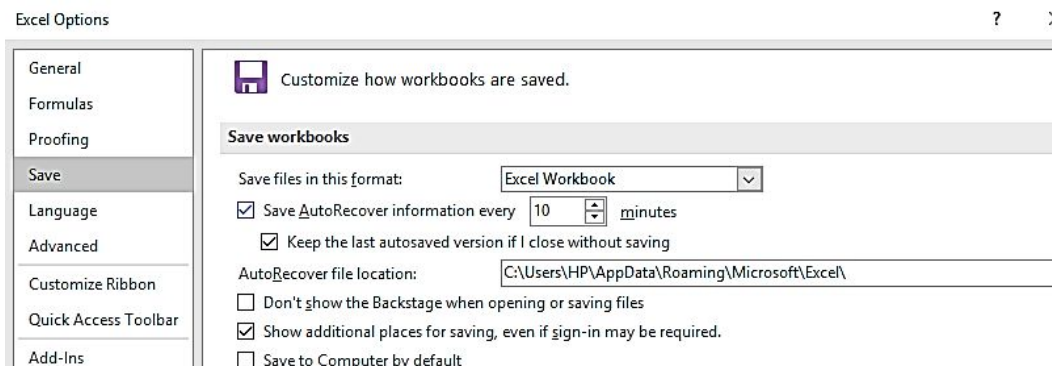 Excel Options ?
General
Formulas
Proofing
Save
Language
Advanced
Customize Ribbon
Quick Access Toolbar
Add-Ins
Customize how workbooks are saved.
Save workbooks
Save files in this format: Excel Workbook
Save AutoRecover information every 10 minutes
Keep the last autosaved version if I close without saving
AutoRecover file location: C:\Users\HP\AppData\Roaming\Microsoft\Excel\
Don't show the Backstage when opening or saving files
Show additional places for saving, even if sign-in may be required.
Save to Computer by default